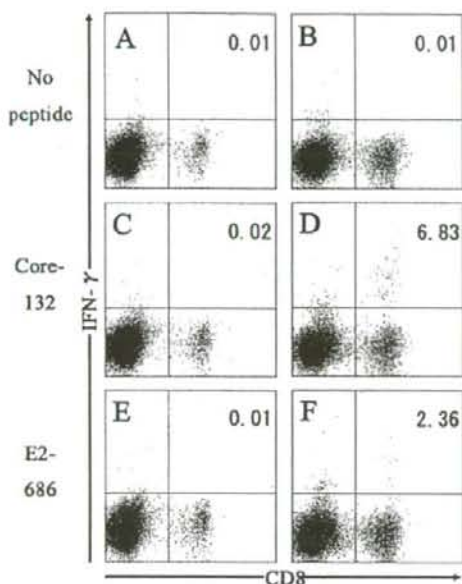 A
0.01
B
0.01
No
peptide
C
0.02
D
6.83
Core-
132
E
0.01
F
2.36
E2-
686
IFN-γ
CD8